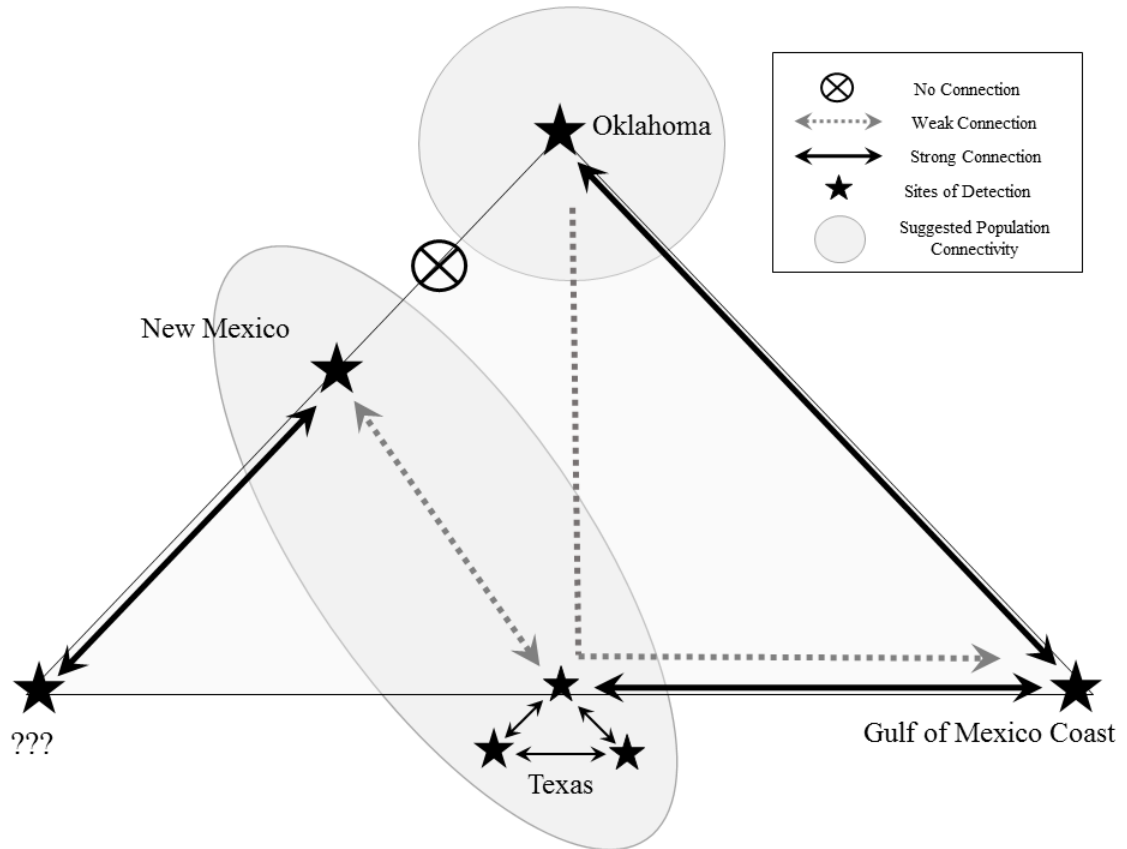 No Connection
Oklahoma
Weak Connection
Strong Connection
Sites of Detection
Suggested Population
Connectivity
New Mexico
???
Gulf of Mexico Coast
Texas